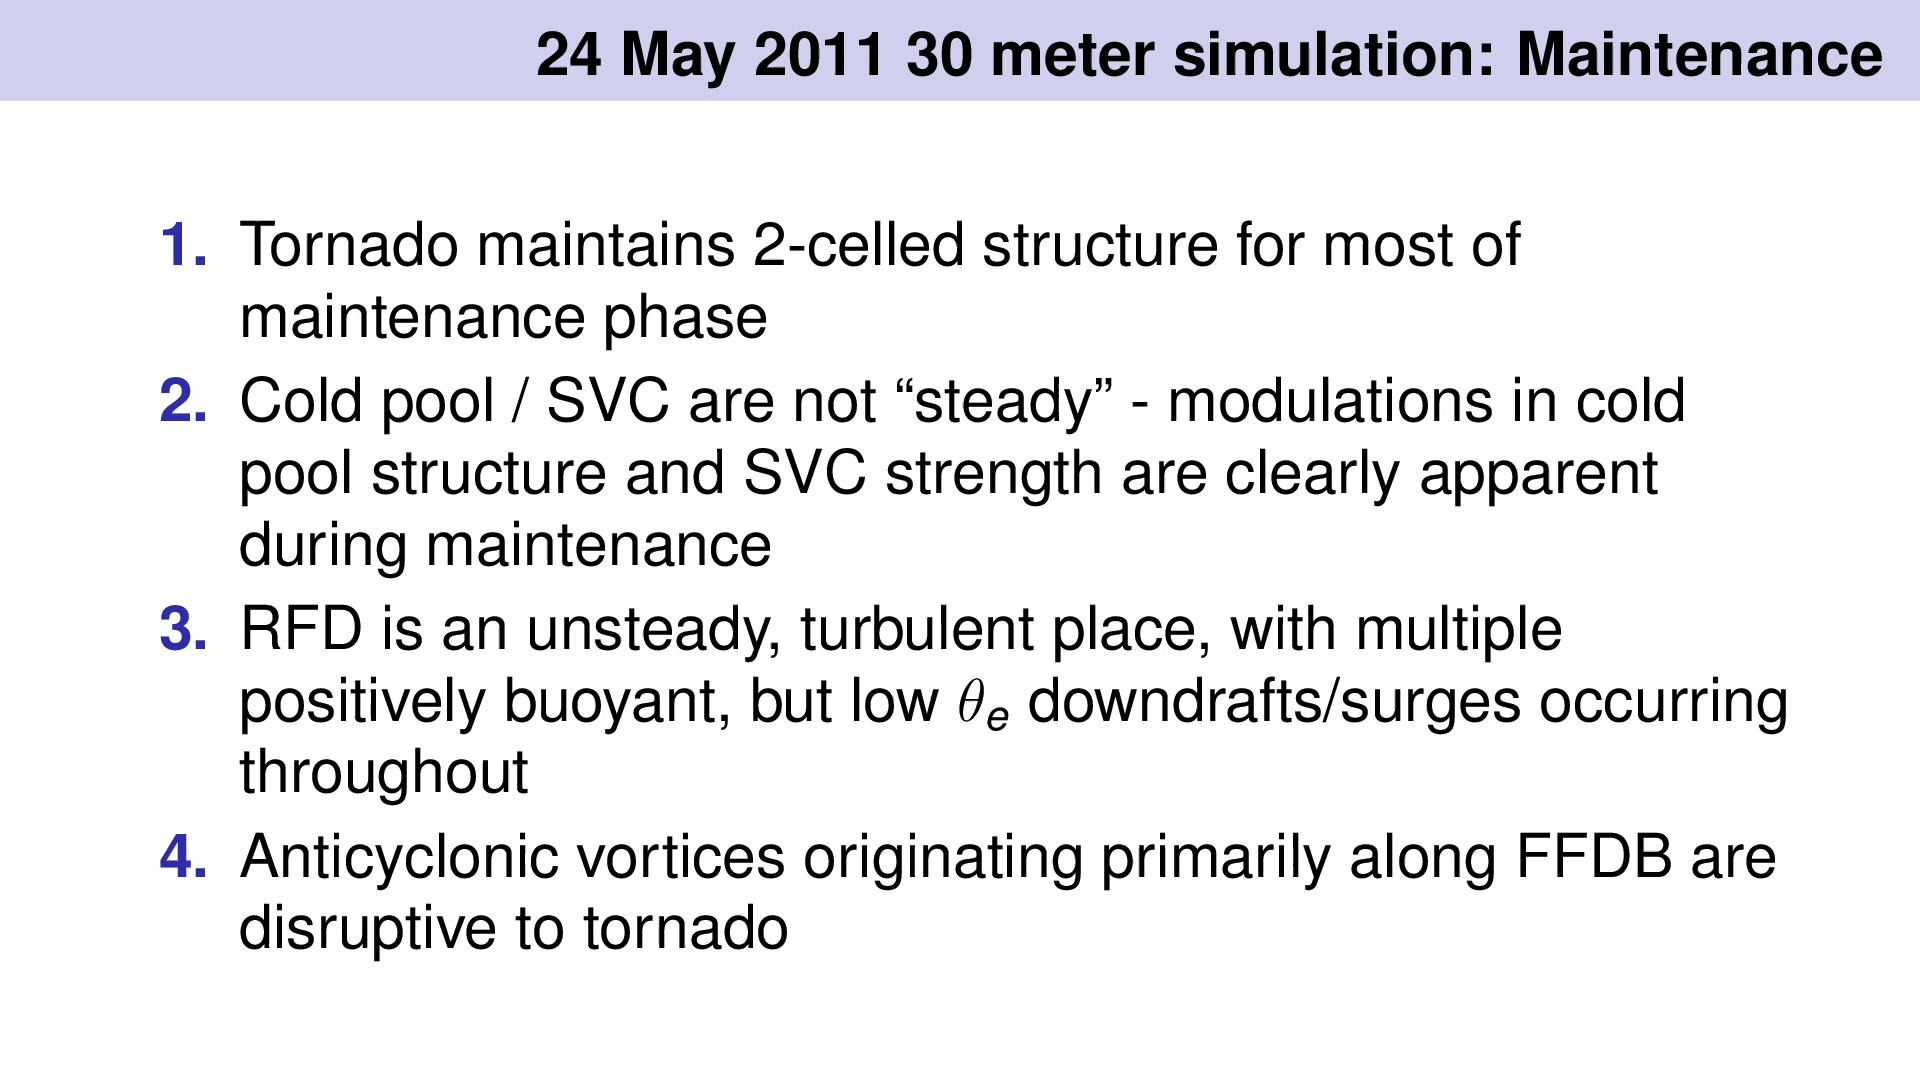 24 May 2011 30 meter simulation: Maintenance
1. Tornado maintains 2-celled structure for most of
maintenance phase
2. Cold pool / SVC are not “steady” - modulations in cold
pool structure and SVC strength are clearly apparent
during maintenance
3. RFD is an unsteady, turbulent place, with multiple
positively buoyant, but low θe downdrafts/surges occurring
throughout
4. Anticyclonic vortices originating primarily along FFDB are
disruptive to tornado